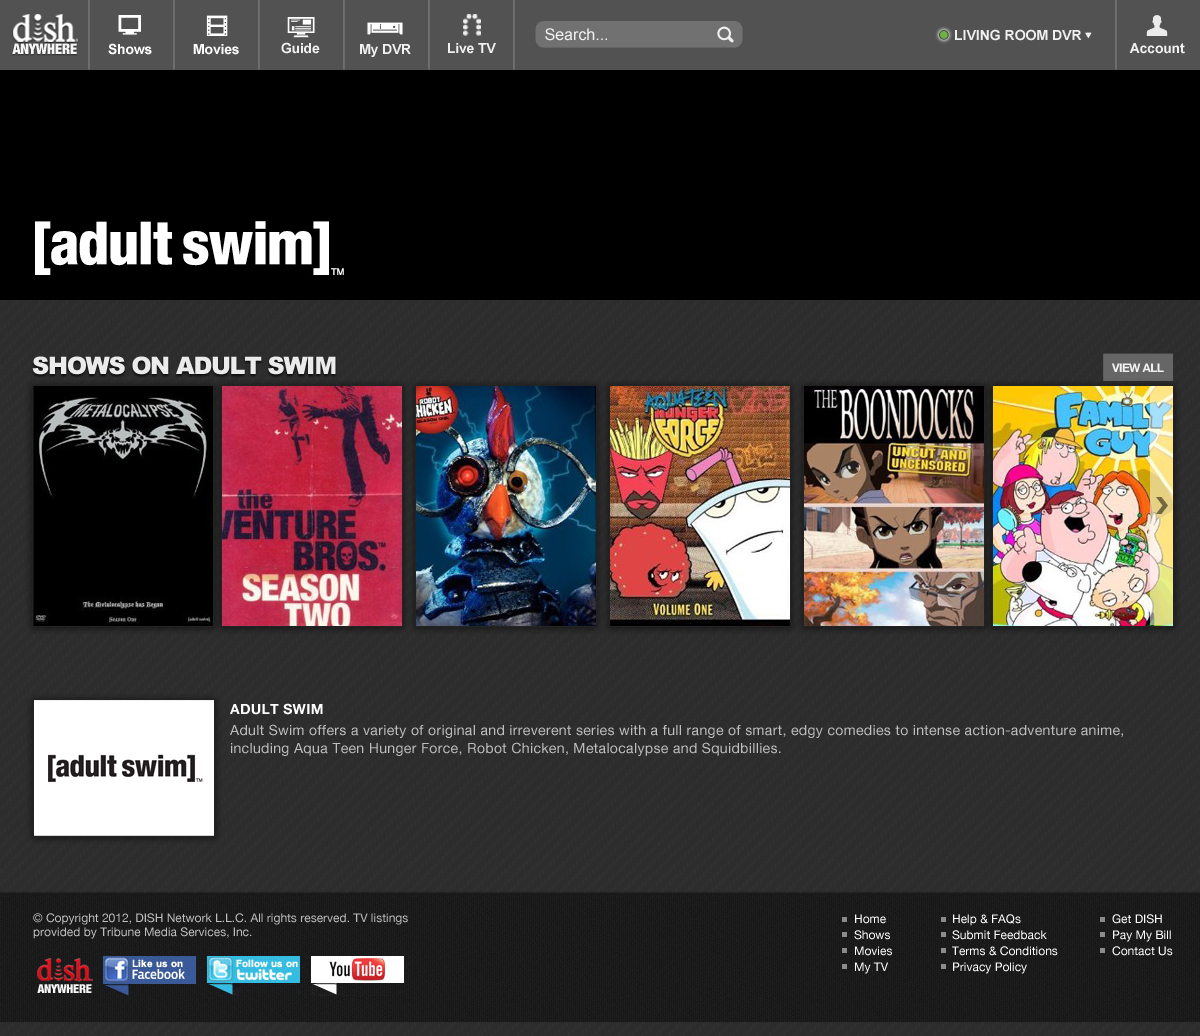 dish
ANYWHERE
Shows
Movies
Guide
My DVR
Live TV
Search...
LIVING ROOM DVR ▾
Account
[adult swim]™
SHOWS ON ADULT SWIM
VIEW ALL
METALOCALYPSE
The Metalocalypse has Began
Season One
[adult swim]
the
VENTURE
BROS.™
SEASON
TWO
ROBOT
CHICKEN
AQUA TEEN
HUNGER
FORCE
VOLUME ONE
THE BOONDOCKS
UNCUT AND
UNCENSORED
FAMILY
GUY
[adult swim]™
ADULT SWIM
Adult Swim offers a variety of original and irreverent series with a full range of smart, edgy comedies to intense action-adventure anime,
including Aqua Teen Hunger Force, Robot Chicken, Metalocalypse and Squidbillies.
© Copyright 2012, DISH Network L.L.C. All rights reserved. TV listings
provided by Tribune Media Services, Inc.
dish
ANYWHERE
Like us on
Facebook
Follow us on
twitter
YouTube
Home
Shows
Movies
My TV
Help & FAQs
Submit Feedback
Terms & Conditions
Privacy Policy
Get DISH
Pay My Bill
Contact Us